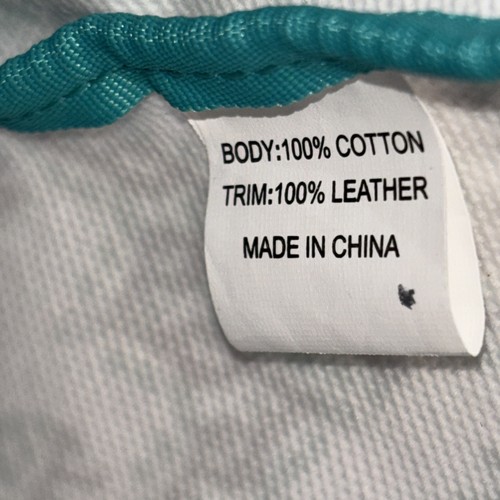 BODY:100% COTTON
TRIM:100% LEATHER
MADE IN CHINA